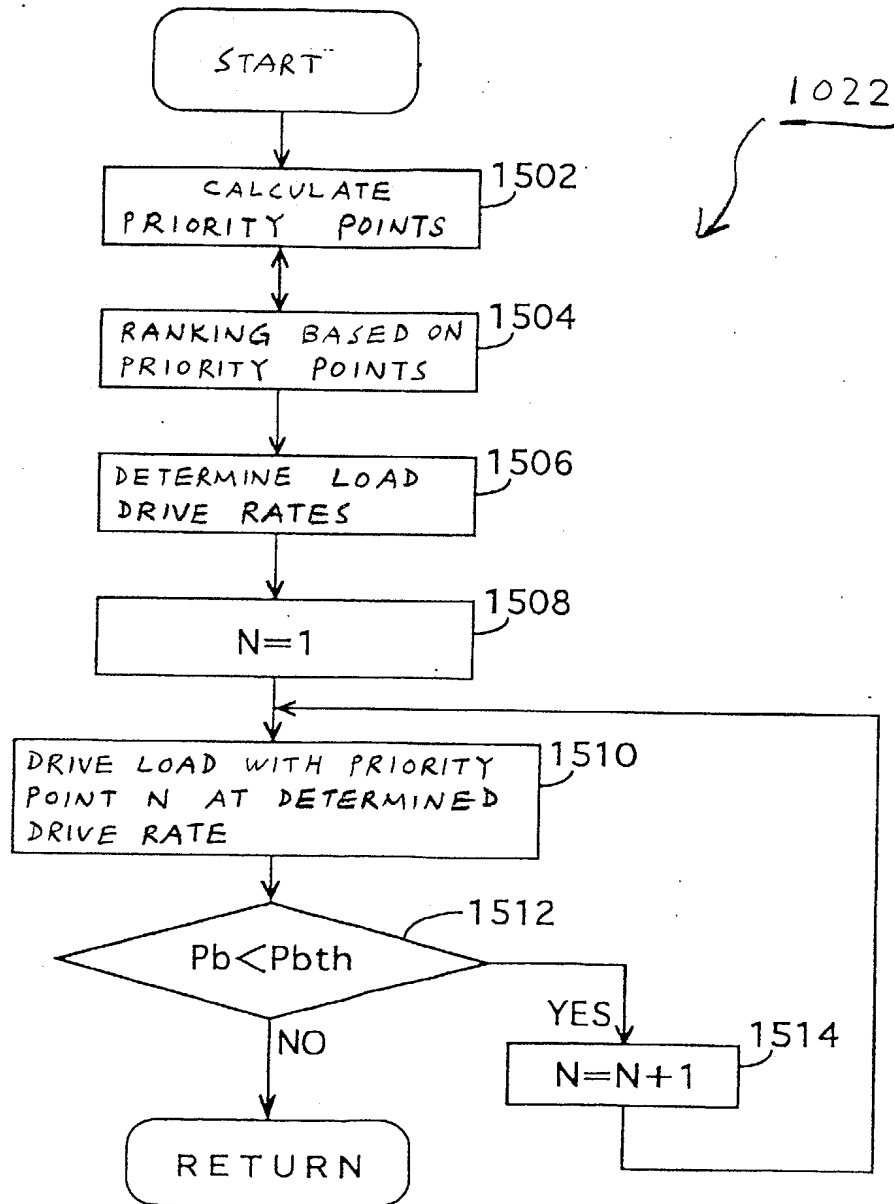 START
1022
1502
CALCULATE
PRIORITY POINTS
1504
RANKING BASED ON
PRIORITY POINTS
1506
DETERMINE LOAD
DRIVE RATES
1508
N=1
1510
DRIVE LOAD WITH PRIORITY
POINT N AT DETERMINED
DRIVE RATE
1512
Pb<Pbth
YES
NO
1514
N=N+1
RETURN